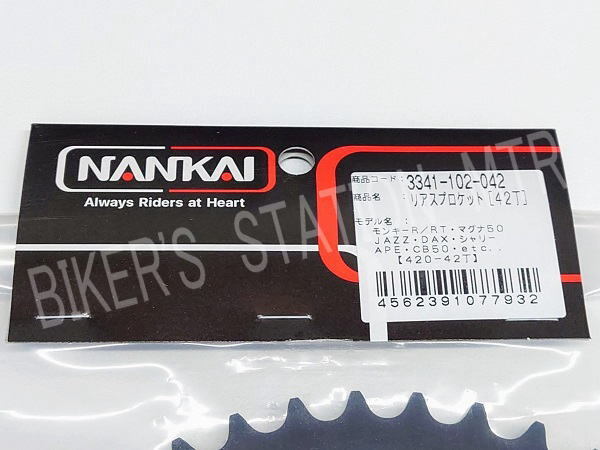 NANKAI
Always Riders at Heart
商品コード：3341-102-042
商品名 リアスプロケット[42T]
モデル名 ：
モンキーR/RT・マグナ50
JAZZ・DAX・シャリー
APE・CB50・etc..
【420-42T】
4562391077932
BIKER'S STATION MTR